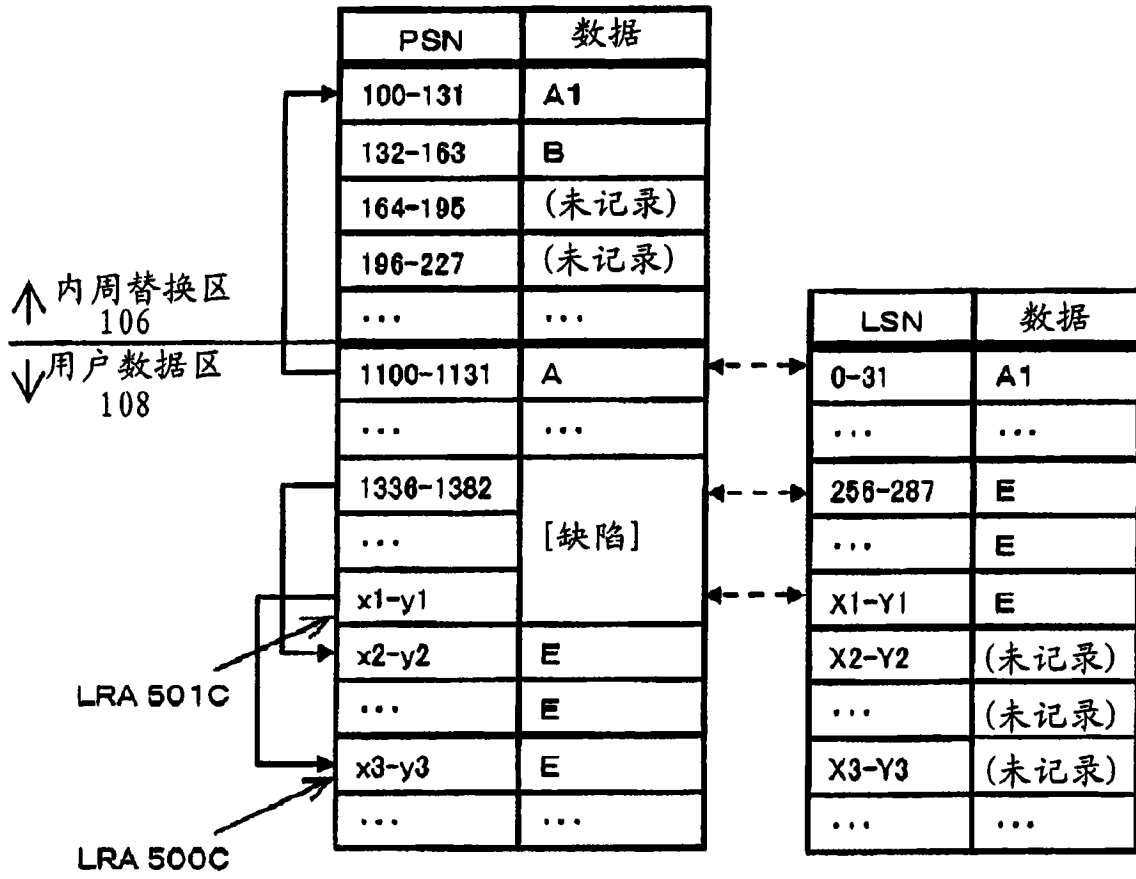 PSN 数据
100-131 A1
132-163 B
164-195 (未记录)
196-227 (未记录)
... ...
1100-1131 A
... ...
1336-1382 [缺陷]
...
x1-y1
x2-y2 E
... E
x3-y3 E
... ...
内周替换区
106
用户数据区
108
LRA 501C
LRA 500C
LSN 数据
0-31 A1
... ...
256-287 E
... E
X1-Y1 E
X2-Y2 (未记录)
... (未记录)
X3-Y3 (未记录)
... ...